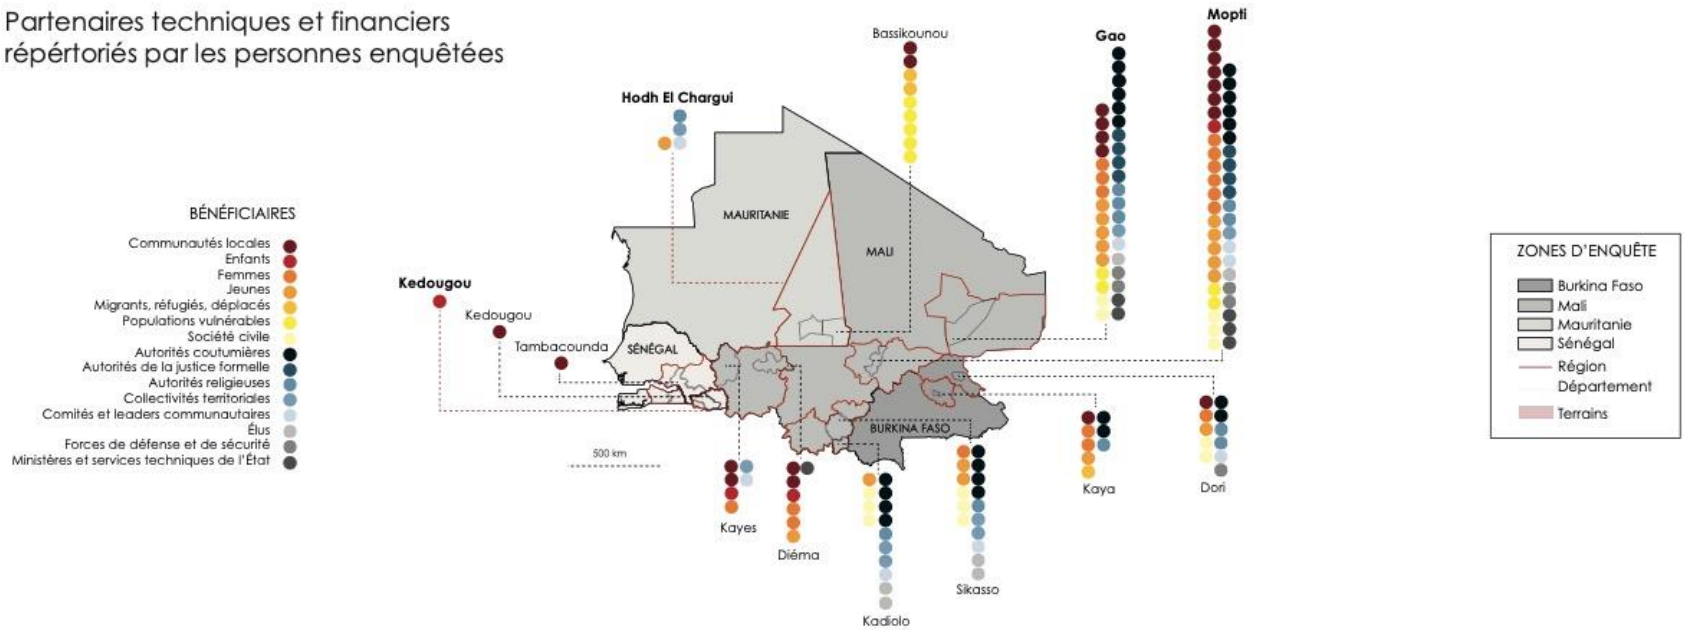 Partenaires techniques et financiers
répértoriés par les personnes enquêtées
Mopti
Bassikounou
Gao
Hodh El Chargui
BÉNÉFICIAIRES
Communautés locales
Enfants
Femmes
Jeunes
Migrants, réfugiés, déplacés
Populations vulnérables
Société civile
Autorités coutumières
Autorités de la justice formelle
Autorités religieuses
Collectivités territoriales
Comités et leaders communautaires
Élus
Forces de défense et de sécurité
Ministères et services techniques de l'État
MAURITANIE
MALI
Kedougou
Kedougou
Tambacounda
SÉNÉGAL
BURKINA FASO
500 km
Kayes
Diéma
Kadiolo
Sikasso
Kaya
Dori
ZONES D'ENQUÊTE
Burkina Faso
Mali
Mauritanie
Sénégal
Région
Département
Terrains